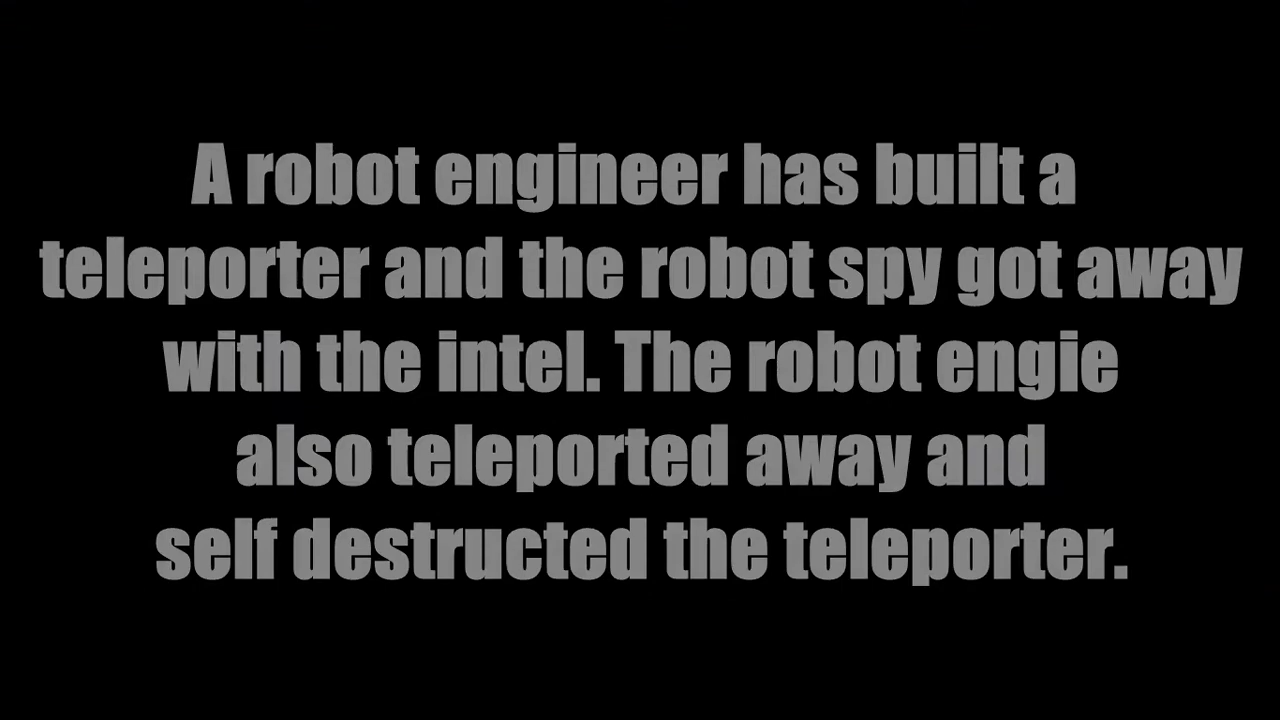 A robot engineer has built a
teleporter and the robot spy got away
with the intel. The robot engie
also teleported away and
self destructed the teleporter.